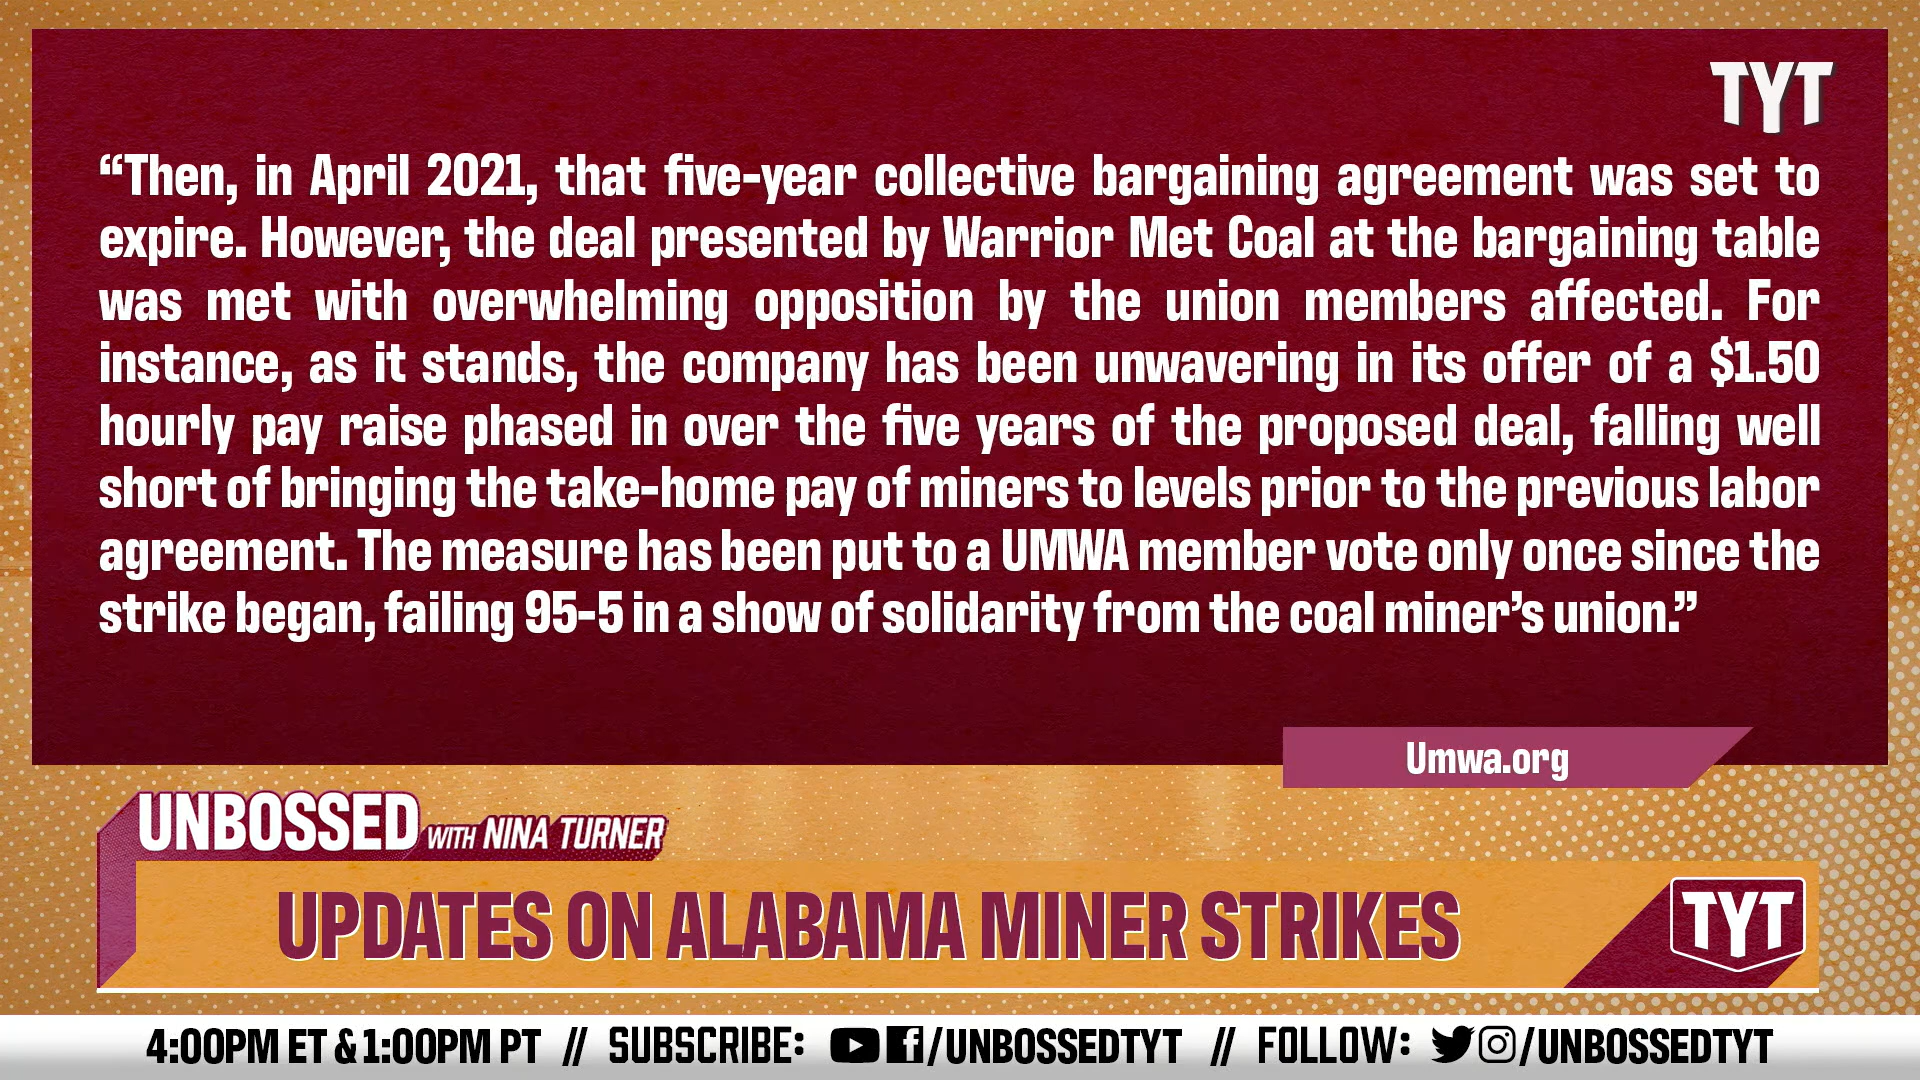 TYT
“Then, in April 2021, that five-year collective bargaining agreement was set to
expire. However, the deal presented by Warrior Met Coal at the bargaining table
was met with overwhelming opposition by the union members affected. For
instance, as it stands, the company has been unwavering in its offer of a $1.50
hourly pay raise phased in over the five years of the proposed deal, falling well
short of bringing the take-home pay of miners to levels prior to the previous labor
agreement. The measure has been put to a UMWA member vote only once since the
strike began, failing 95-5 in a show of solidarity from the coal miner’s union.”
Umwa.org
UNBOSSED WITH NINA TURNER
UPDATES ON ALABAMA MINER STRIKES
TYT
4:00PM ET & 1:00PM PT // SUBSCRIBE: /UNBOSSEDTYT // FOLLOW: /UNBOSSEDTYT